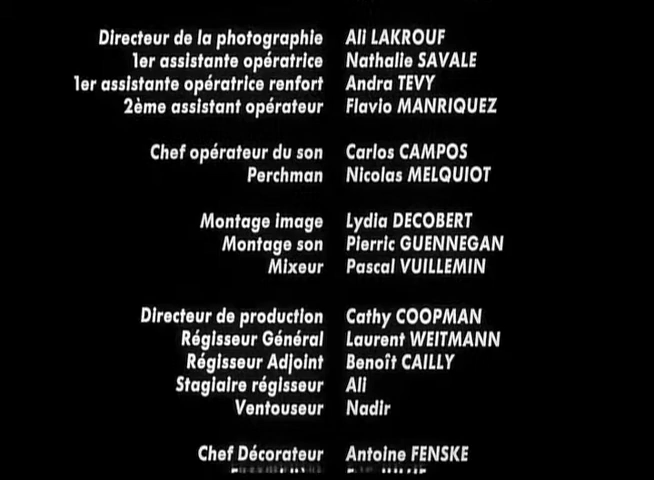 Directeur de la photographie Ali LAKROUF
1er assistante opératrice Nathalie SAVALE
1er assistante opératrice renfort Andra TEVY
2ème assistant opérateur Flavio MANRIQUEZ
Chef opérateur du son Carlos CAMPOS
Perchman Nicolas MELQUIOT
Montage image Lydia DECOBERT
Montage son Pierric GUENNEGAN
Mixeur Pascal VUILLEMIN
Directeur de production Cathy COOPMAN
Régisseur Général Laurent WEITMANN
Régisseur Adjoint Benoît CAILLY
Stagiaire régisseur Ali
Ventouseur Nadir
Chef Décorateur Antoine FENSKE